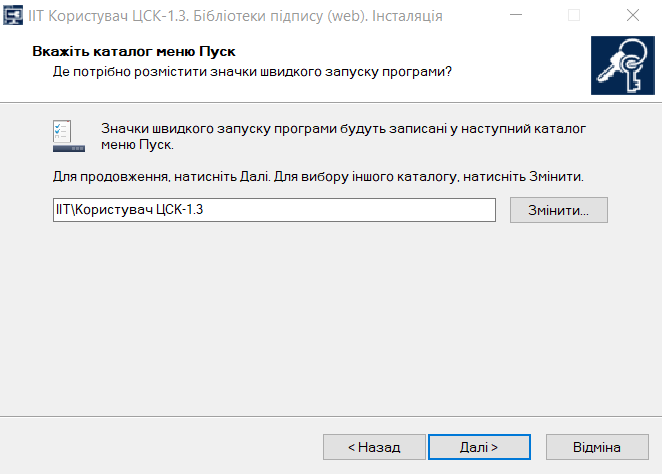 ІІТ Користувач ЦСК-1.3. Бібліотеки підпису (web). Інсталяція
Вкажіть каталог меню Пуск
Де потрібно розмістити значки швидкого запуску програми?
Значки швидкого запуску програми будуть записані у наступний каталог
меню Пуск.
Для продовження, натисніть Далі. Для вибору іншого каталогу, натисніть Змінити.
ІІТ\Користувач ЦСК-1.3
Змінити...
< Назад
Далі >
Відміна